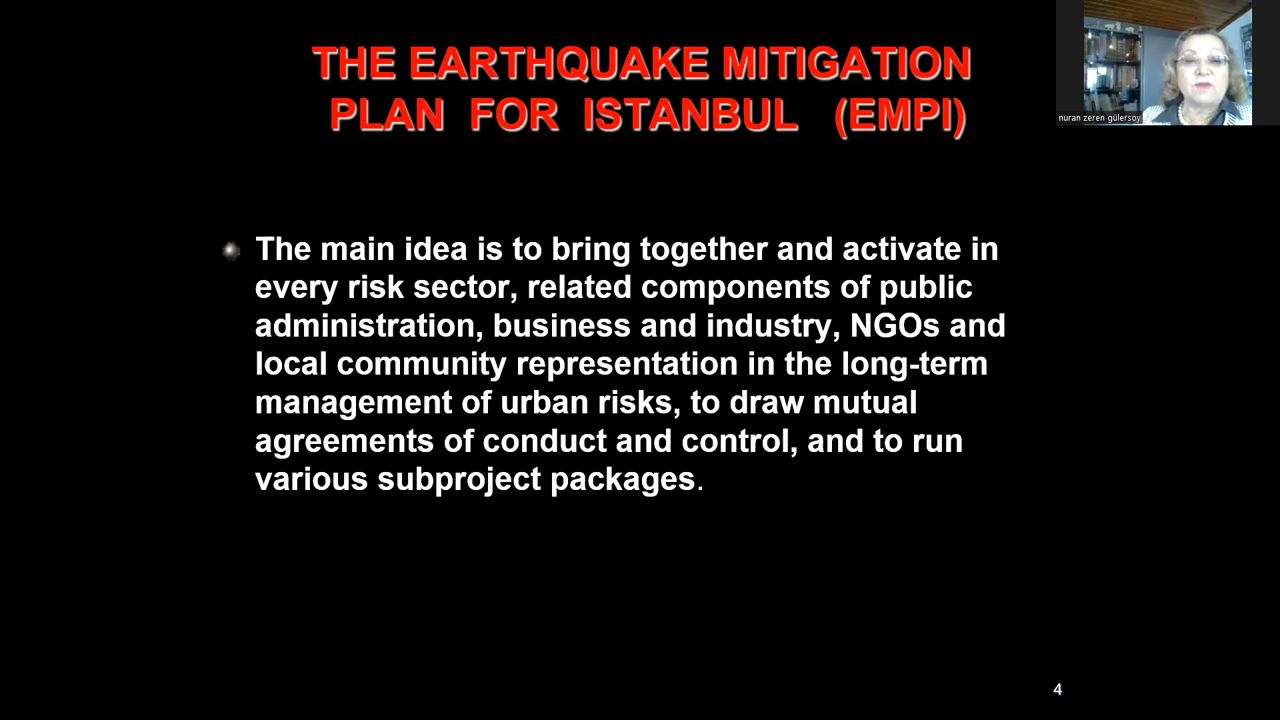 THE EARTHQUAKE MITIGATION
PLAN FOR ISTANBUL (EMPI)
nuran zeren gülersoy
The main idea is to bring together and activate in
every risk sector, related components of public
administration, business and industry, NGOs and
local community representation in the long-term
management of urban risks, to draw mutual
agreements of conduct and control, and to run
various subproject packages.
4